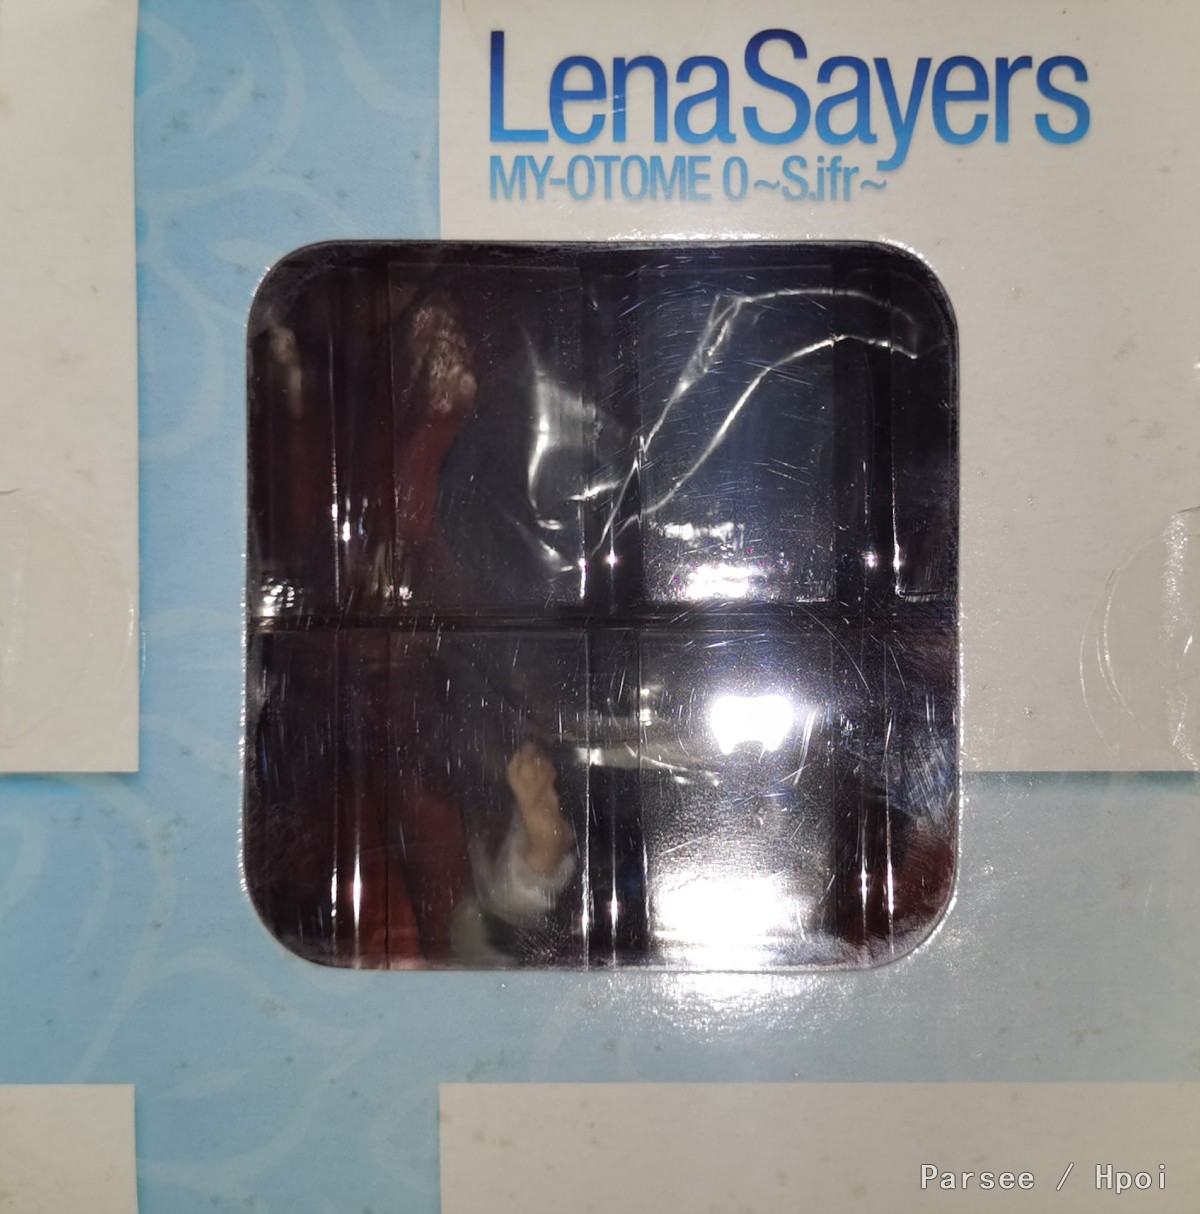 LenaSayers
MY-OTOME 0~S.ifr~
Parsee / Hpoi